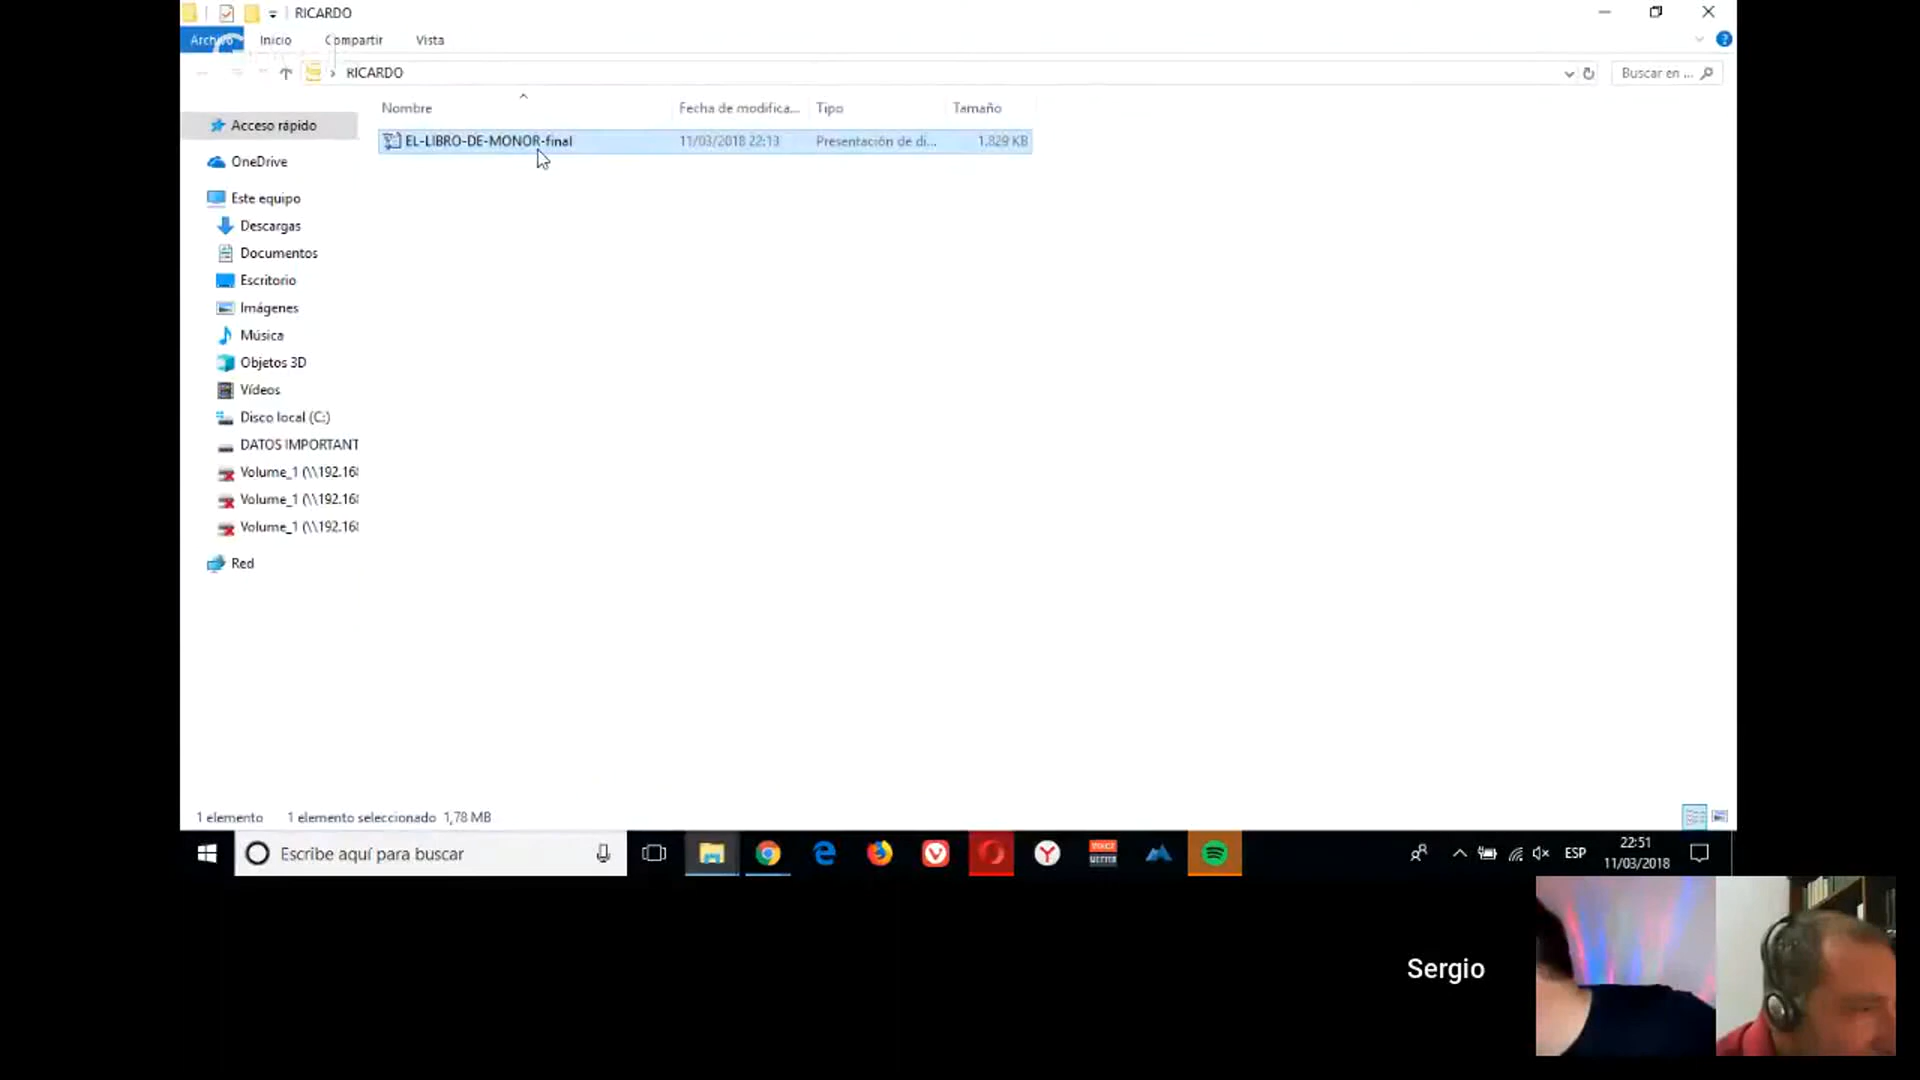 RICARDO
Archivo Inicio Compartir Vista
RICARDO
Buscar en ...
Nombre Fecha de modifica... Tipo Tamaño
EL-LIBRO-DE-MONOR-final 11/03/2018 22:13 Presentación de di... 1.829 KB
Acceso rápido
OneDrive
Este equipo
Descargas
Documentos
Escritorio
Imágenes
Música
Objetos 3D
Vídeos
Disco local (C:)
DATOS IMPORTANT
Volume_1 (\\192.168
Volume_1 (\\192.168
Volume_1 (\\192.168
Red
1 elemento 1 elemento seleccionado 1,78 MB
Escribe aquí para buscar
ESP
22:51
11/03/2018
Sergio